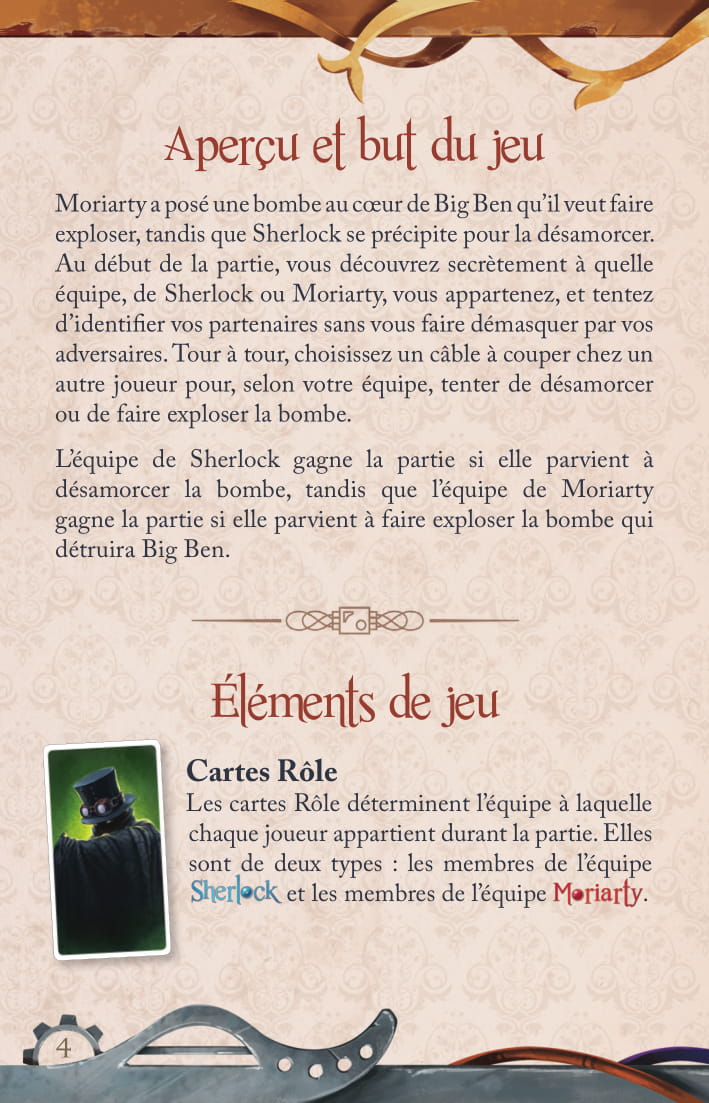 Aperçu et but du jeu
Moriarty a posé une bombe au cœur de Big Ben qu’il veut faire
exploser, tandis que Sherlock se précipite pour la désamorcer.
Au début de la partie, vous découvrez secrètement à quelle
équipe, de Sherlock ou Moriarty, vous appartenez, et tentez
d’identifier vos partenaires sans vous faire démasquer par vos
adversaires. Tour à tour, choisissez un câble à couper chez un
autre joueur pour, selon votre équipe, tenter de désamorcer
ou de faire exploser la bombe.
L’équipe de Sherlock gagne la partie si elle parvient à
désamorcer la bombe, tandis que l’équipe de Moriarty
gagne la partie si elle parvient à faire exploser la bombe qui
détruira Big Ben.
Éléments de jeu
Cartes Rôle
Les cartes Rôle déterminent l’équipe à laquelle
chaque joueur appartient durant la partie. Elles
sont de deux types : les membres de l’équipe
Sherlock et les membres de l’équipe Moriarty.
4